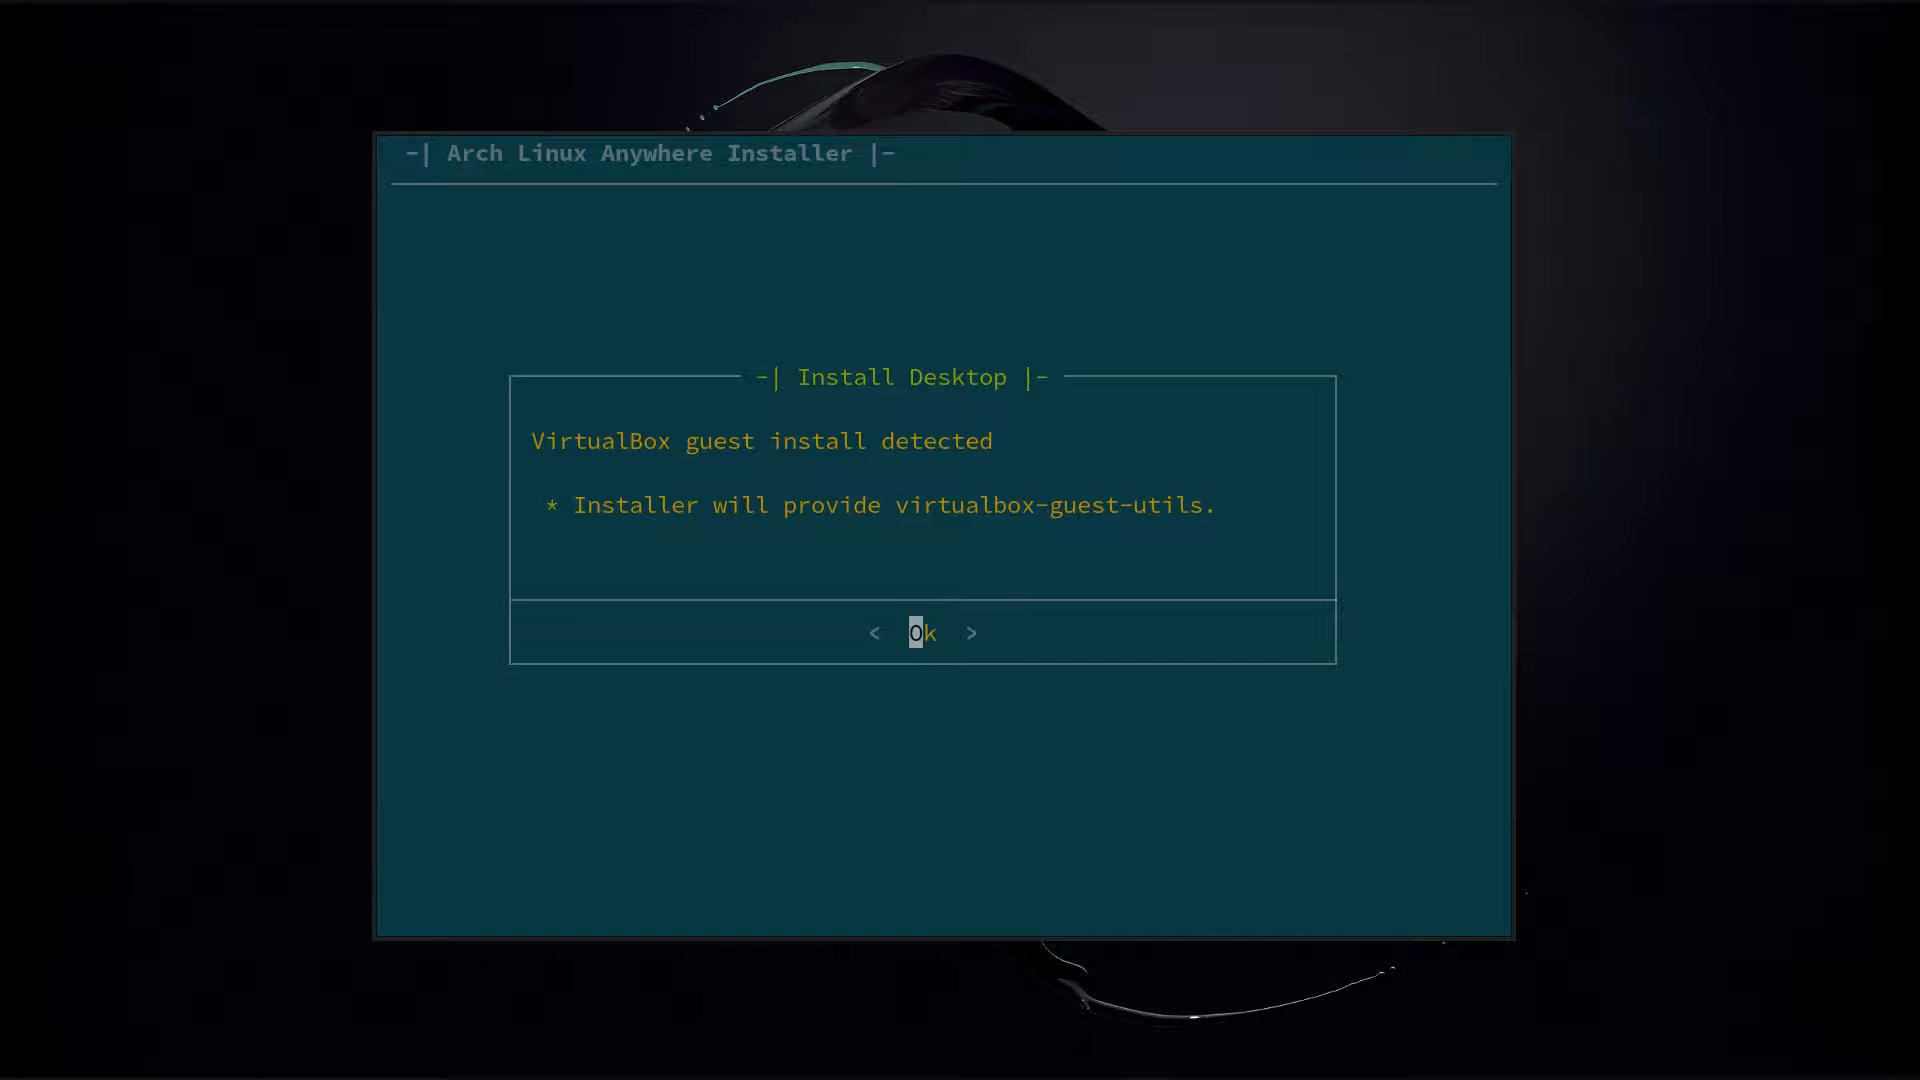 -| Arch Linux Anywhere Installer |-
-| Install Desktop |-
VirtualBox guest install detected
* Installer will provide virtualbox-guest-utils.
< Ok >